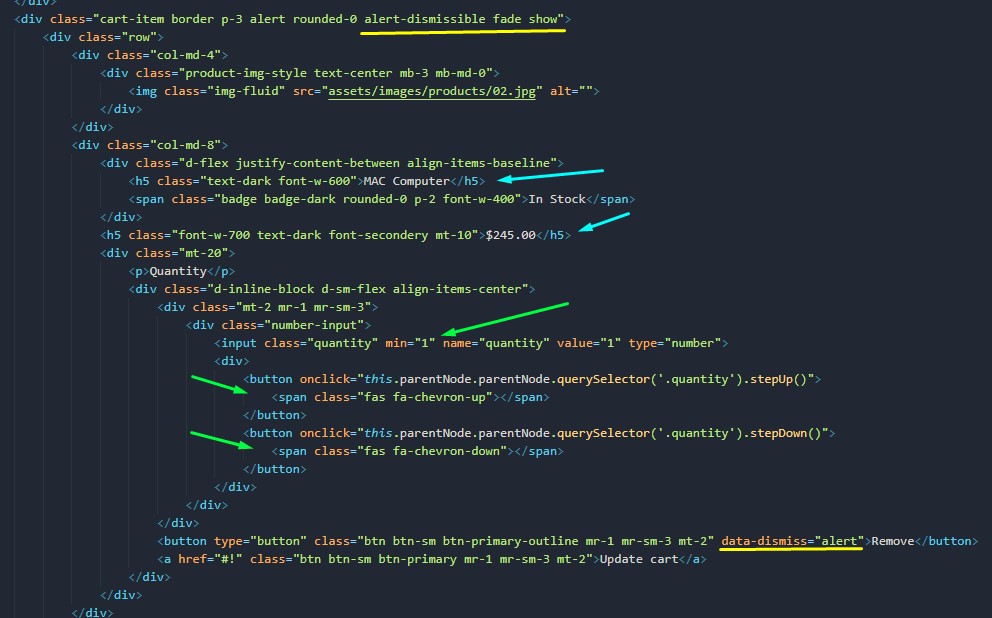 </div>
<div class="cart-item border p-3 alert rounded-0 alert-dismissible fade show">
<div class="row">
<div class="col-md-4">
<div class="product-img-style text-center mb-3 mb-md-0">
<img class="img-fluid" src="assets/images/products/02.jpg" alt="">
</div>
</div>
<div class="col-md-8">
<div class="d-flex justify-content-between align-items-baseline">
<h5 class="text-dark font-w-600">MAC Computer</h5>
<span class="badge badge-dark rounded-0 p-2 font-w-400">In Stock</span>
</div>
<h5 class="font-w-700 text-dark font-secondery mt-10">$245.00</h5>
<div class="mt-20">
<p>Quantity</p>
<div class="d-inline-block d-sm-flex align-items-center">
<div class="mt-2 mr-1 mr-sm-3">
<div class="number-input">
<input class="quantity" min="1" name="quantity" value="1" type="number">
<div>
<button onclick="this.parentNode.parentNode.querySelector('.quantity').stepUp()">
<span class="fas fa-chevron-up"></span>
</button>
<button onclick="this.parentNode.parentNode.querySelector('.quantity').stepDown()">
<span class="fas fa-chevron-down"></span>
</button>
</div>
</div>
</div>
<button type="button" class="btn btn-sm btn-primary-outline mr-1 mr-sm-3 mt-2" data-dismiss="alert">Remove</button>
<a href="#!" class="btn btn-sm btn-primary mr-1 mr-sm-3 mt-2">Update cart</a>
</div>
</div>
</div>